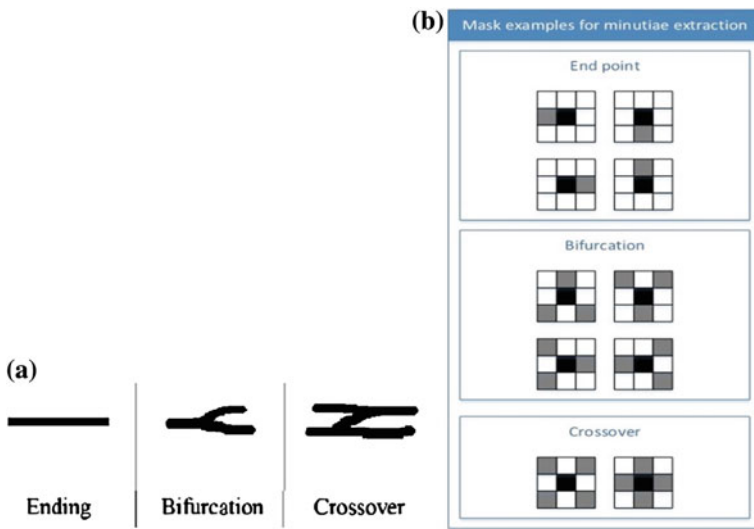 (a)
Ending
Bifurcation
Crossover
(b)
Mask examples for minutiae extraction
End point
Bifurcation
Crossover